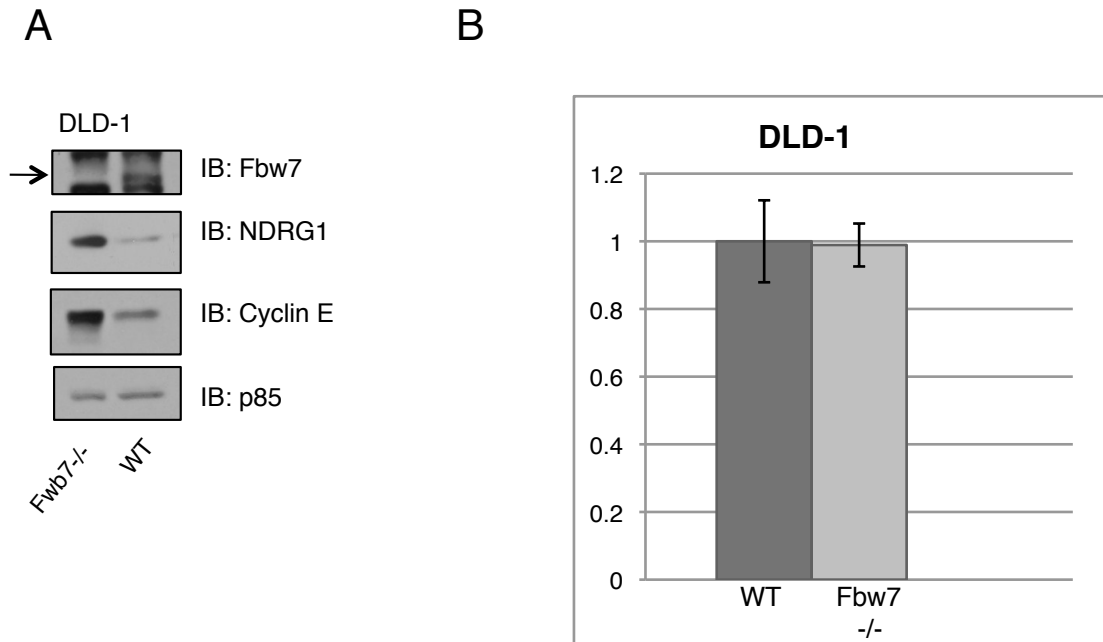 A
B
DLD-1
IB: Fbw7
IB: NDRG1
IB: Cyclin E
IB: p85
Fwb7-/-
WT
DLD-1
1.2
1
0.8
0.6
0.4
0.2
0
WT
Fbw7
-/-